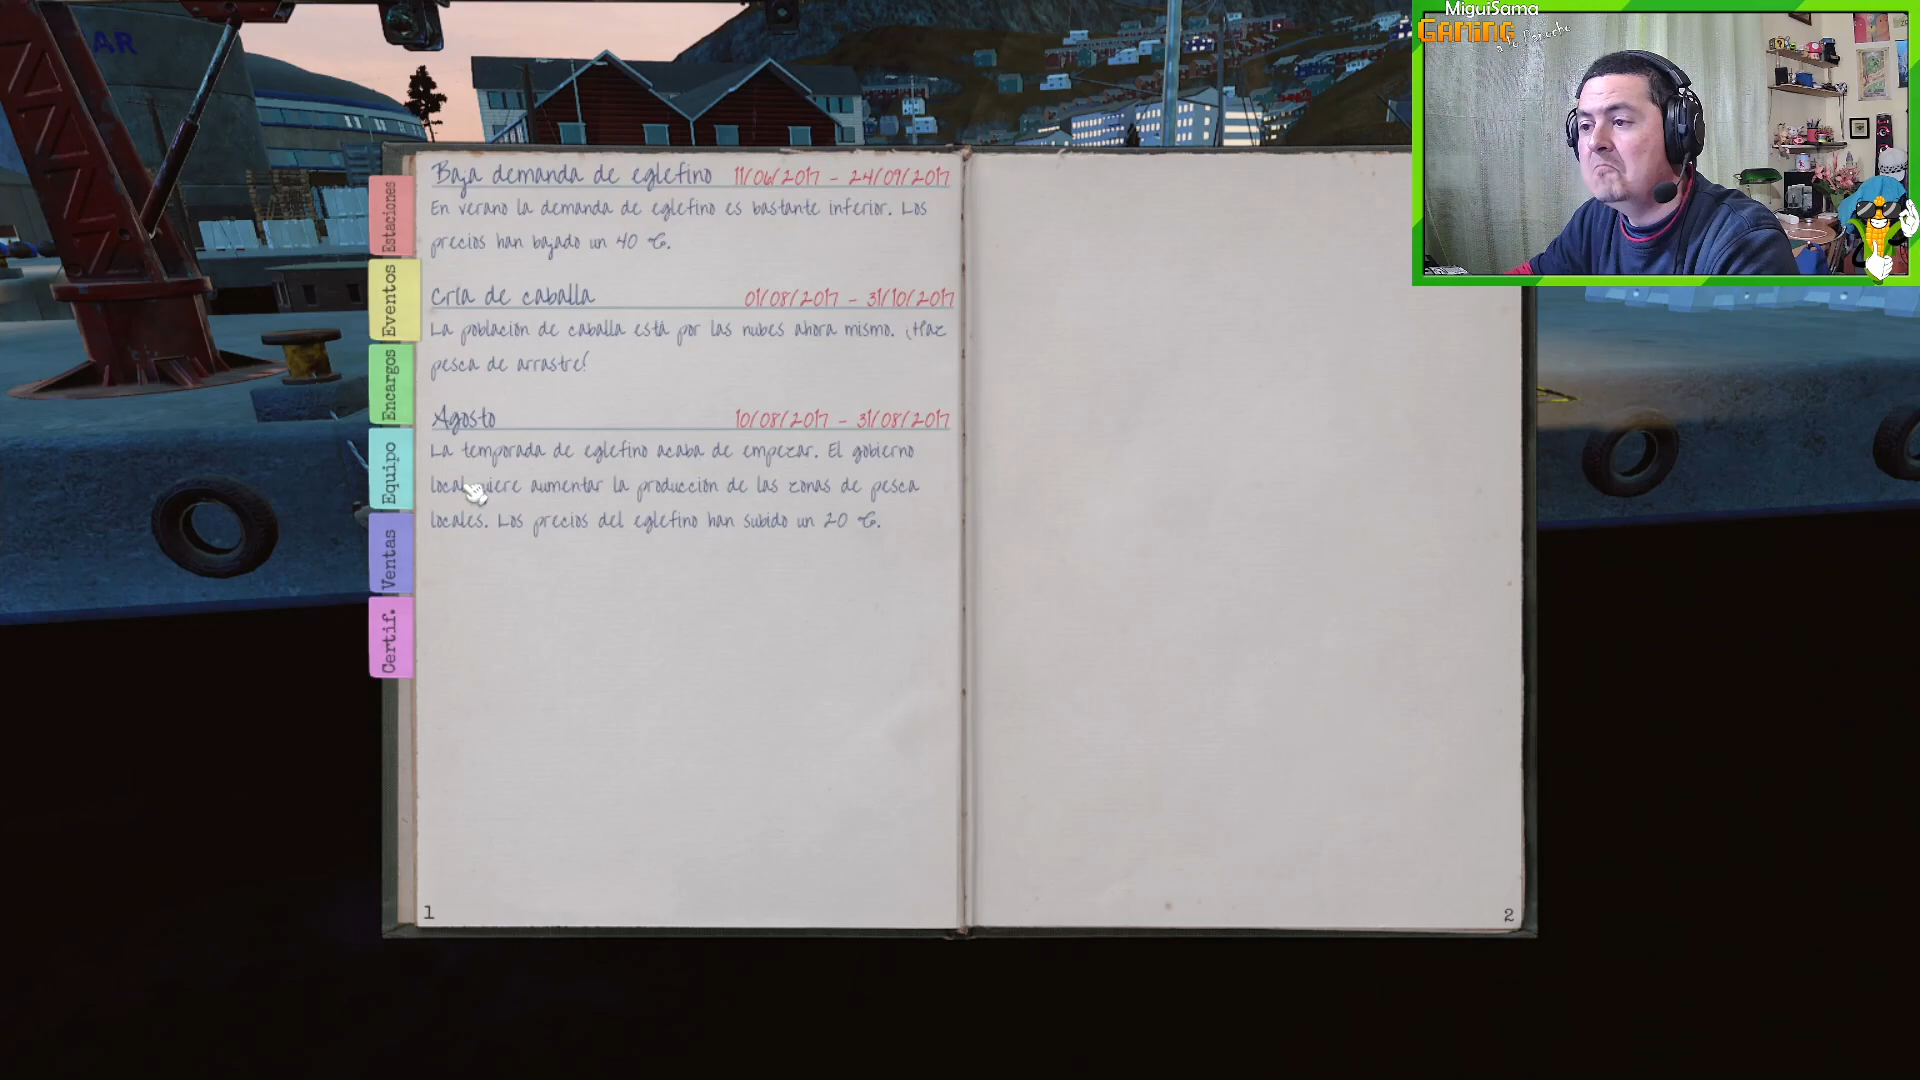 AR
MiguiSama
GAMING
a lo Pacucho
Estaciones
Eventos
Encargos
Equipo
Ventas
Certif.
Baja demanda de eglefino 11/06/2017 - 24/09/2017
En verano la demanda de eglefino es bastante inferior. Los
precios han bajado un 40 %.
Cría de caballa 01/08/2017 - 31/10/2017
La población de caballa está por las nubes ahora mismo. ¡Haz
pesca de arrastre!
Agosto 10/08/2017 - 31/08/2017
La temporada de eglefino acaba de empezar. El gobierno
local quiere aumentar la producción de las zonas de pesca
locales. Los precios del eglefino han subido un 20 %.
1
2